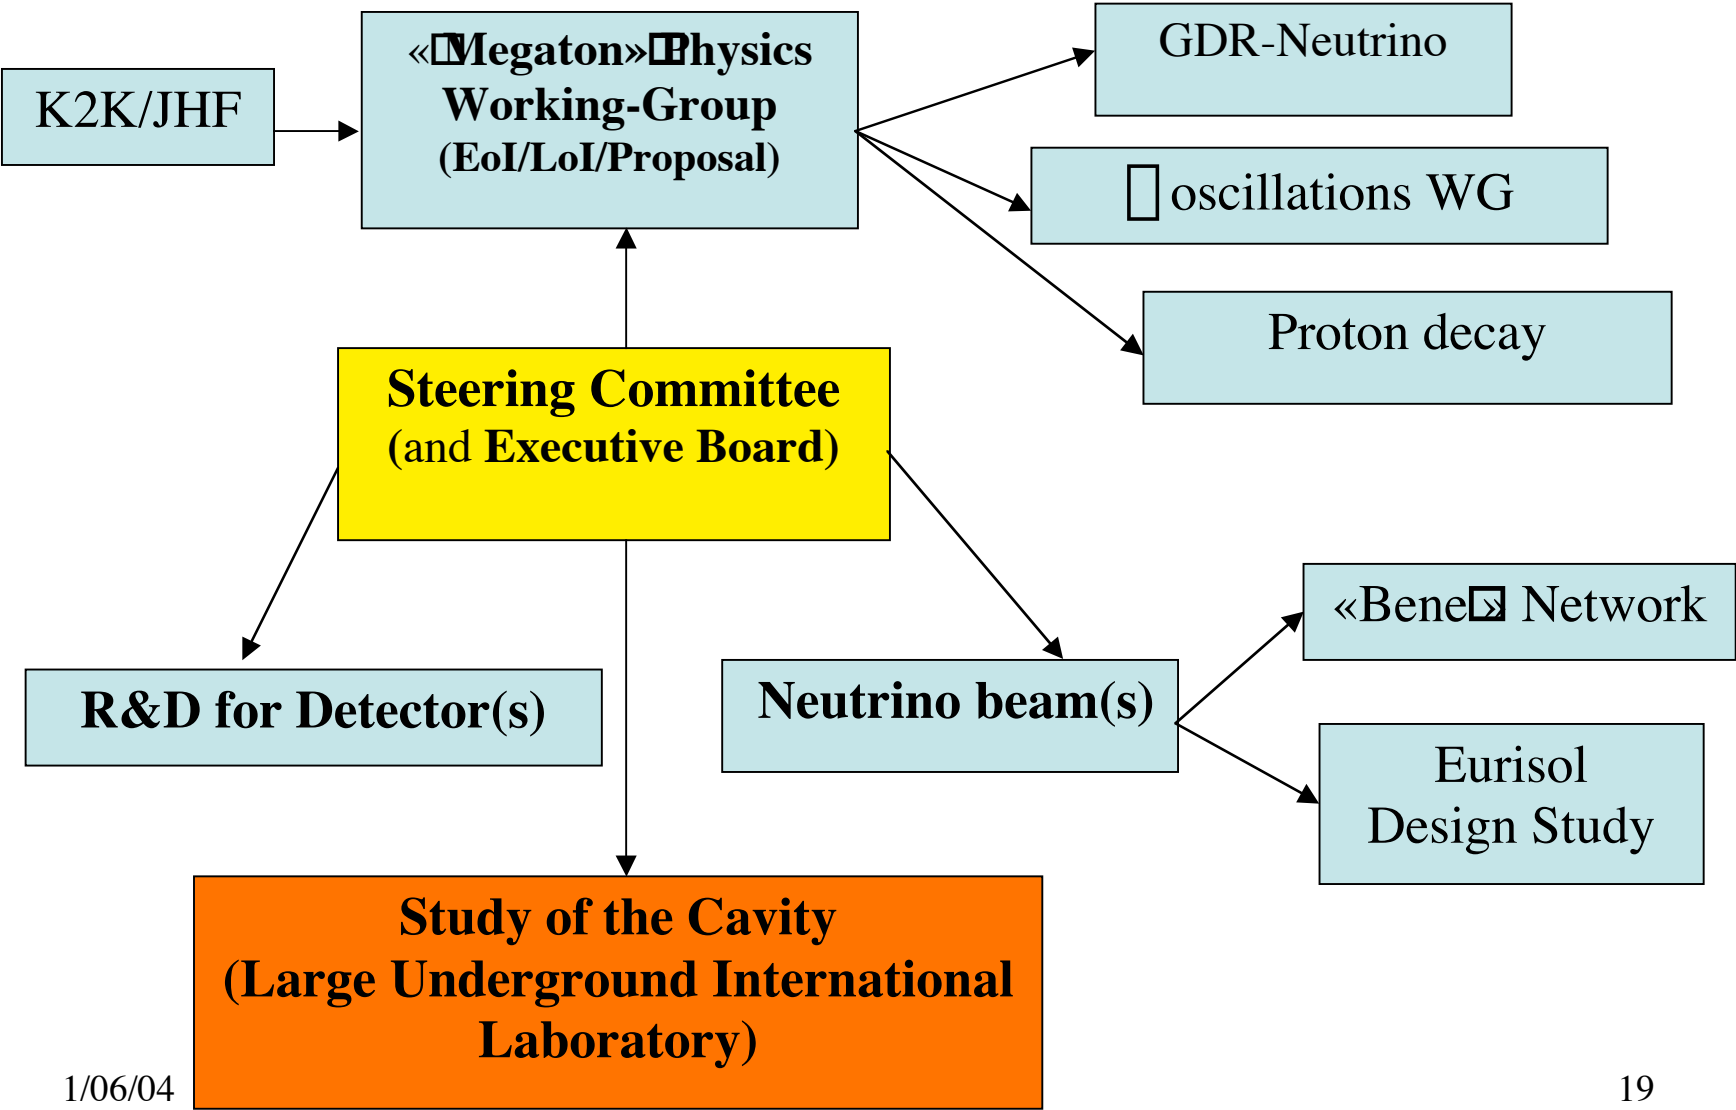 K2K/JHF
«Megaton» Physics
Working-Group
(EoI/LoI/Proposal)
GDR-Neutrino
oscillations WG
Proton decay
Steering Committee
(and Executive Board)
R&D for Detector(s)
Neutrino beam(s)
«Bene» Network
Eurisol
Design Study
Study of the Cavity
(Large Underground International
Laboratory)
1/06/04
19